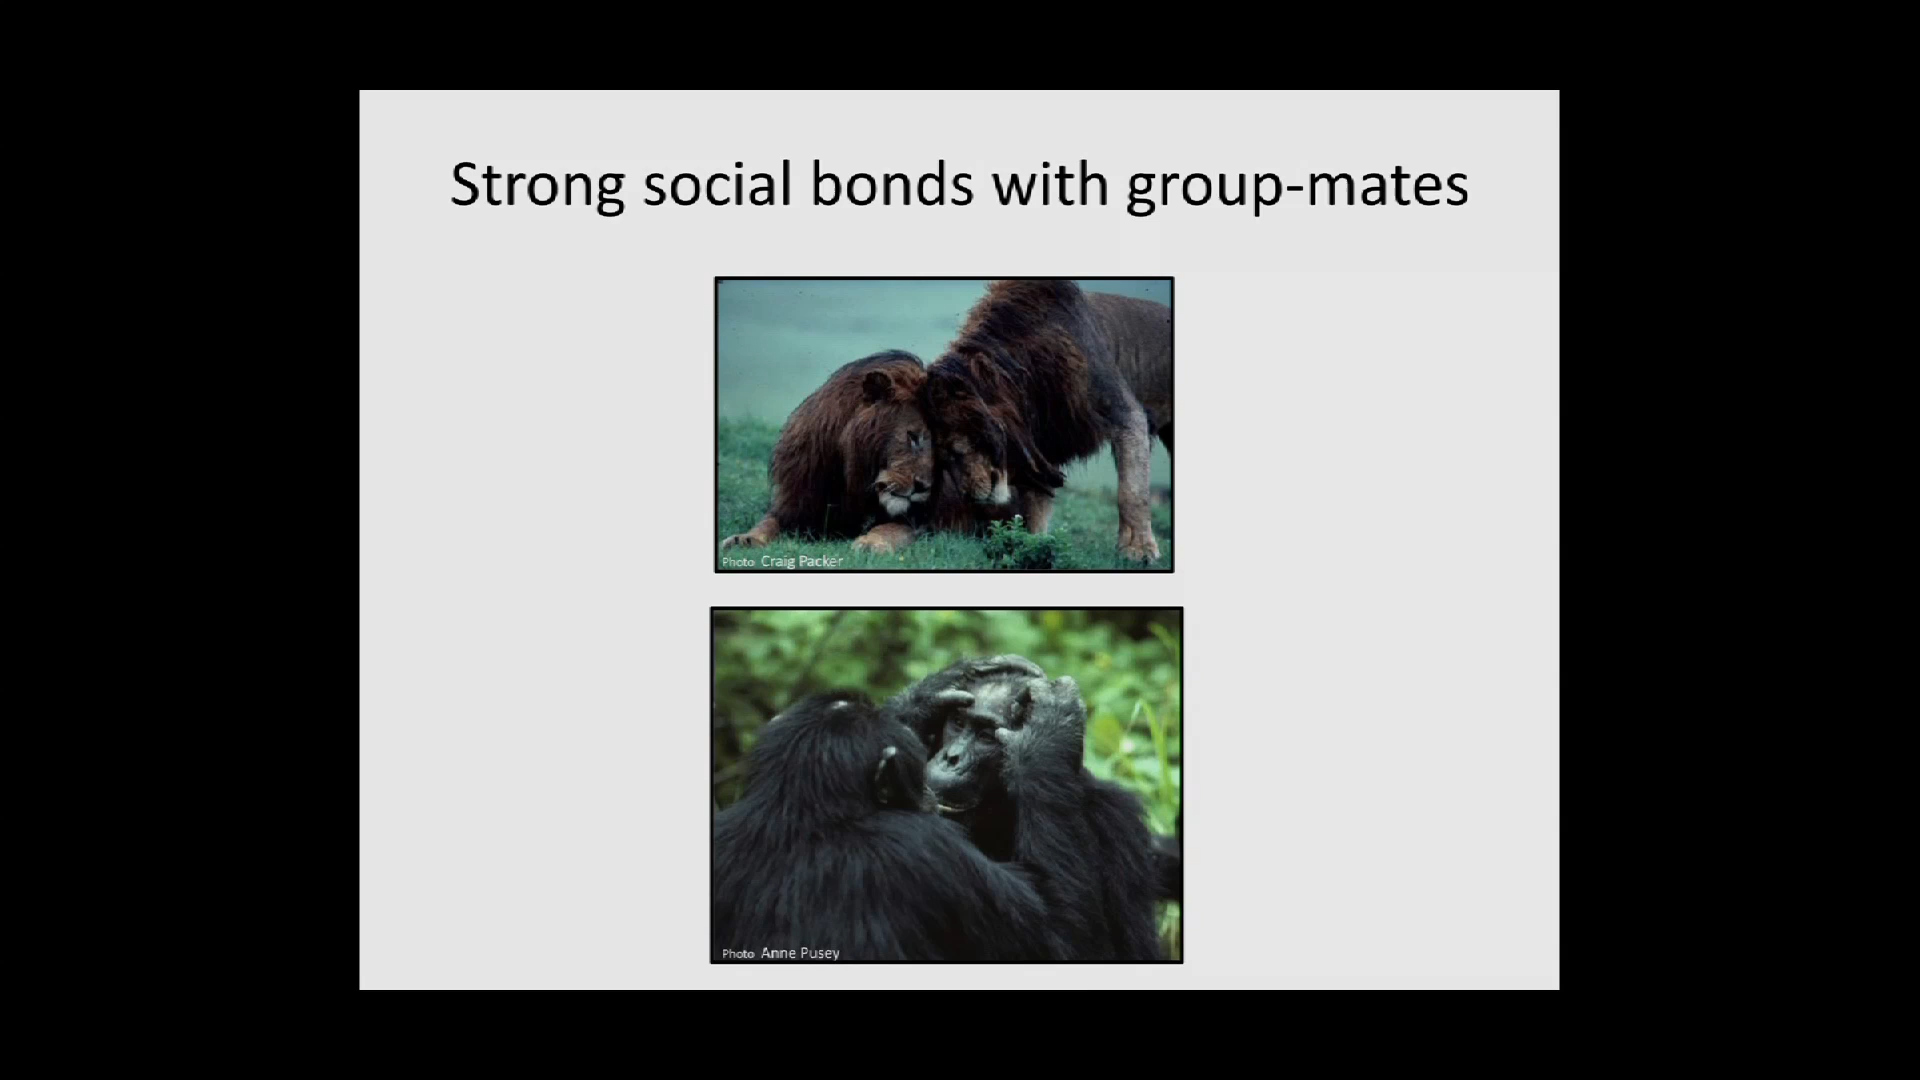 Strong social bonds with group-mates
Photo Craig Packer
Photo Anne Pusey